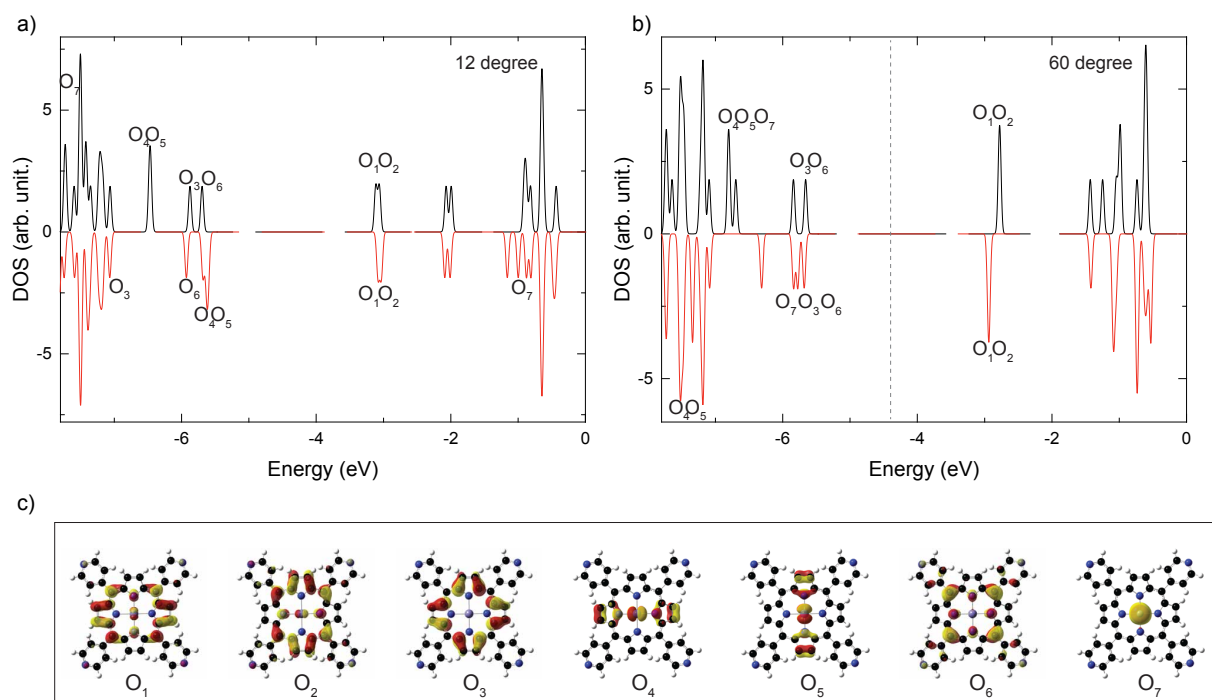 a)
12 degree
O₇
O₄O₅
O₃ O₆
O₁O₂
5
0
-5
O₃
O₆
O₄O₅
O₁O₂
O₇
DOS (arb. unit.)
-6
-4
-2
0
Energy (eV)
b)
60 degree
O₄O₅O₇
O₃O₆
O₁O₂
5
0
-5
O₇O₃O₆
O₁O₂
O₄O₅
DOS (arb. unit.)
-6
-4
-2
0
Energy (eV)
c)
O₁
O₂
O₃
O₄
O₅
O₆
O₇